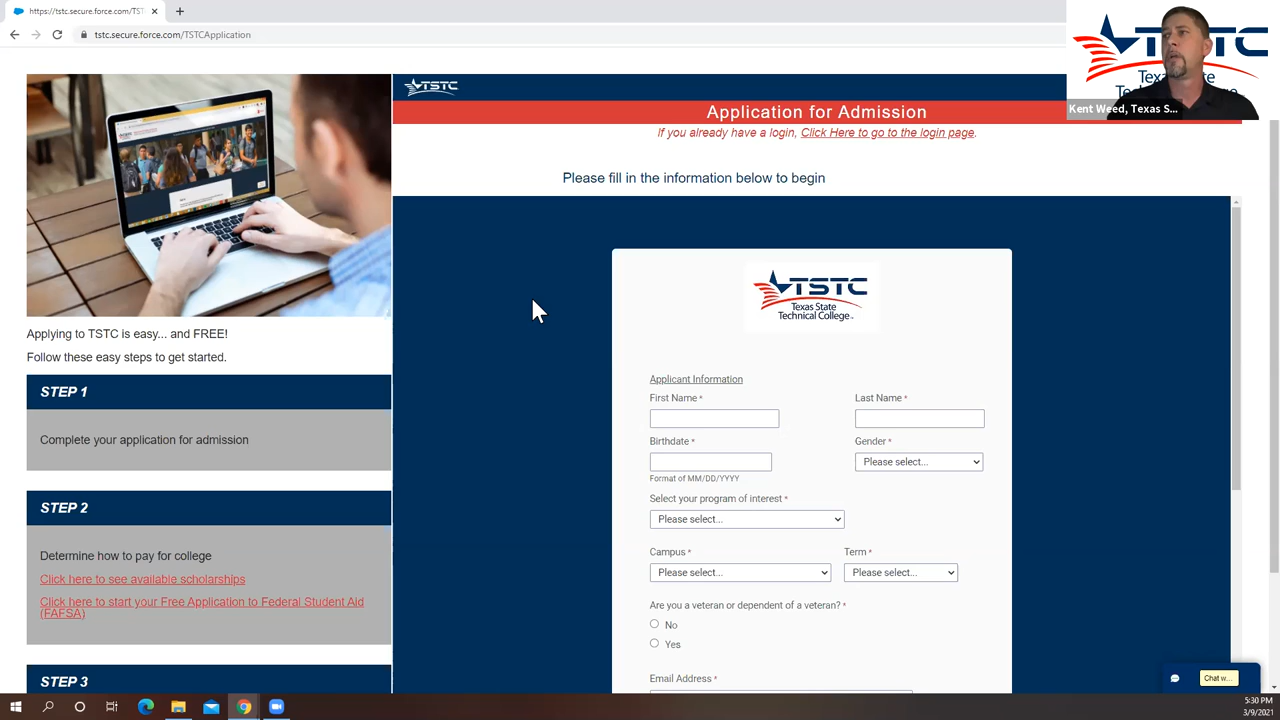 https://tstc.secure.force.com/TST
tstc.secure.force.com/TSTCApplication
TSTC
Kent Weed, Texas S...
TSTC
Application for Admission
If you already have a login, Click Here to go to the login page.
Please fill in the information below to begin
TSTC
Texas State
Technical College
Applying to TSTC is easy... and FREE!
Follow these easy steps to get started.
STEP 1
Complete your application for admission
STEP 2
Determine how to pay for college
Click here to see available scholarships
Click here to start your Free Application to Federal Student Aid
(FAFSA)
STEP 3
Applicant Information
First Name *
Last Name *
Birthdate *
Gender *
Please select...
Format of MM/DD/YYYY
Select your program of interest *
Please select...
Campus *
Term *
Please select...
Please select...
Are you a veteran or dependent of a veteran? *
No
Yes
Email Address *
Chat w...
5:30 PM
3/9/2021